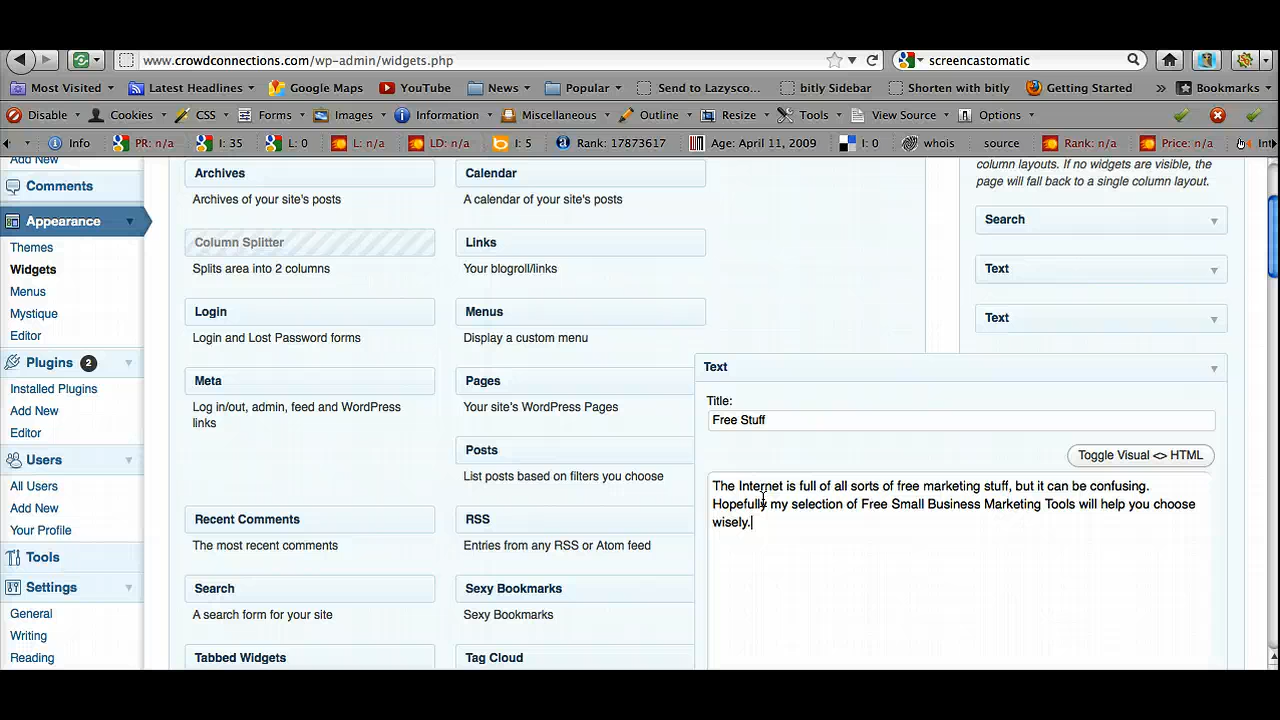 www.crowdconnections.com/wp-admin/widgets.php
screencastomatic
Most Visited Latest Headlines Google Maps YouTube News Popular Send to Lazysco... bitly Sidebar Shorten with bitly Getting Started » Bookmarks
Disable Cookies CSS Forms Images Information Miscellaneous Outline Resize Tools View Source Options
Info PR: n/a I: 35 L: 0 L: n/a LD: n/a I: 5 Rank: 17873617 Age: April 11, 2009 I: 0 whois source Rank: n/a Price: n/a Int
Add New
Comments
Appearance
Themes
Widgets
Menus
Mystique
Editor
Plugins 2
Installed Plugins
Add New
Editor
Users
All Users
Add New
Your Profile
Tools
Settings
General
Writing
Reading
Archives
Archives of your site's posts
Calendar
A calendar of your site's posts
Column Splitter
Splits area into 2 columns
Links
Your blogroll/links
Login
Login and Lost Password forms
Menus
Display a custom menu
Meta
Log in/out, admin, feed and WordPress
links
Pages
Your site's WordPress Pages
Posts
List posts based on filters you choose
Recent Comments
The most recent comments
RSS
Entries from any RSS or Atom feed
Search
A search form for your site
Sexy Bookmarks
Sexy Bookmarks
Tabbed Widgets
Tag Cloud
column layouts. If no widgets are visible, the
page will fall back to a single column layout.
Search
Text
Text
Text
Title:
Free Stuff
Toggle Visual <> HTML
The Internet is full of all sorts of free marketing stuff, but it can be confusing.
Hopefully my selection of Free Small Business Marketing Tools will help you choose
wisely.